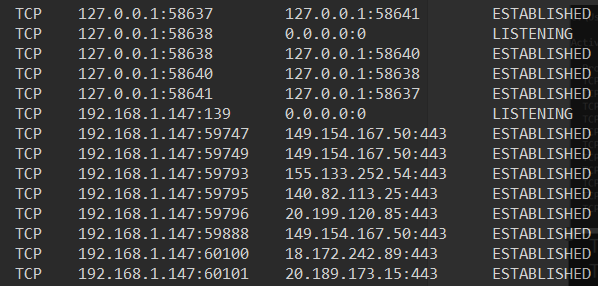 TCP 127.0.0.1:58637 127.0.0.1:58641 ESTABLISHED
TCP 127.0.0.1:58638 0.0.0.0:0 LISTENING
TCP 127.0.0.1:58638 127.0.0.1:58640 ESTABLISHED
TCP 127.0.0.1:58640 127.0.0.1:58638 ESTABLISHED
TCP 127.0.0.1:58641 127.0.0.1:58637 ESTABLISHED
TCP 192.168.1.147:139 0.0.0.0:0 LISTENING
TCP 192.168.1.147:59747 149.154.167.50:443 ESTABLISHED
TCP 192.168.1.147:59749 149.154.167.50:443 ESTABLISHED
TCP 192.168.1.147:59793 155.133.252.54:443 ESTABLISHED
TCP 192.168.1.147:59795 140.82.113.25:443 ESTABLISHED
TCP 192.168.1.147:59796 20.199.120.85:443 ESTABLISHED
TCP 192.168.1.147:59888 149.154.167.50:443 ESTABLISHED
TCP 192.168.1.147:60100 18.172.242.89:443 ESTABLISHED
TCP 192.168.1.147:60101 20.189.173.15:443 ESTABLISHED